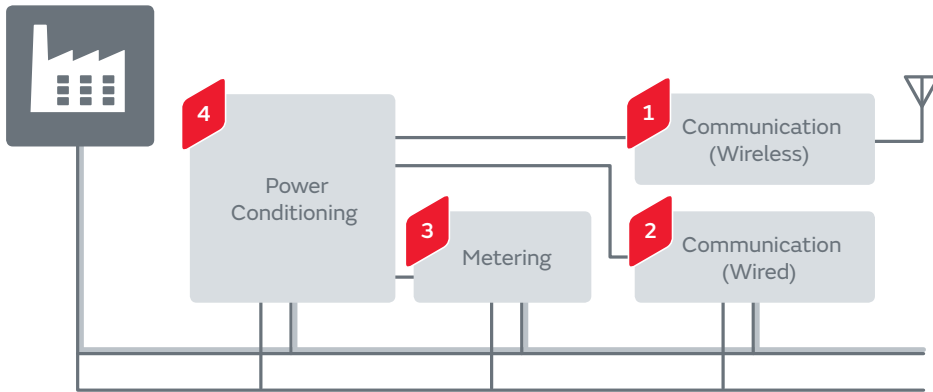 4
Power
Conditioning
1
Communication
(Wireless)
3
Metering
2
Communication
(Wired)